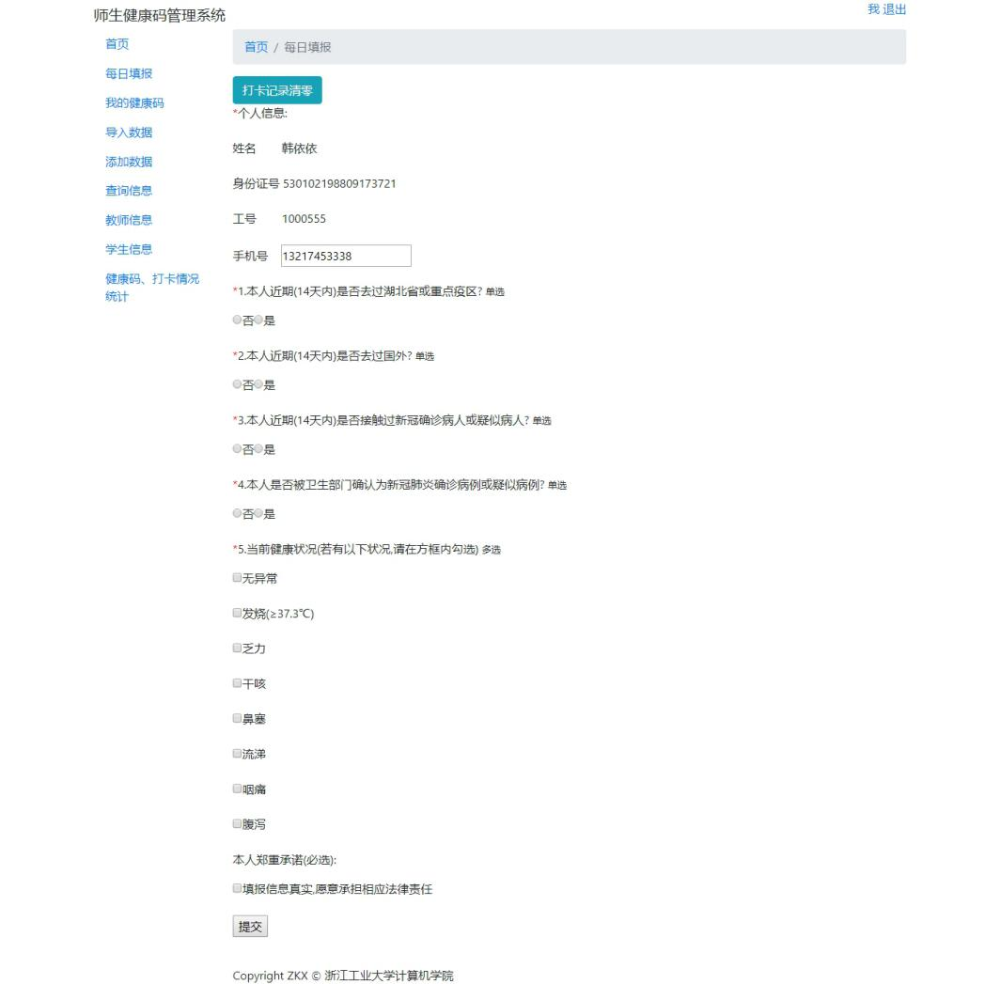 师生健康码管理系统
我 退出
首页
每日填报
我的健康码
导入数据
添加数据
查询信息
教师信息
学生信息
健康码、打卡情况
统计
首页 / 每日填报
打卡记录清零
*个人信息:
姓名 韩依依
身份证号 530102198809173721
工号 1000555
手机号 13217453338
*1.本人近期(14天内)是否去过湖北省或重点疫区? 单选
否是
*2.本人近期(14天内)是否去过国外? 单选
否是
*3.本人近期(14天内)是否接触过新冠确诊病人或疑似病人? 单选
否是
*4.本人是否被卫生部门确认为新冠肺炎确诊病例或疑似病例? 单选
否是
*5.当前健康状况(若有以下状况,请在方框内勾选) 多选
无异常
发烧(≥37.3℃)
乏力
干咳
鼻塞
流涕
咽痛
腹泻
本人郑重承诺(必选):
填报信息真实,愿意承担相应法律责任
提交
Copyright ZKX © 浙江工业大学计算机学院